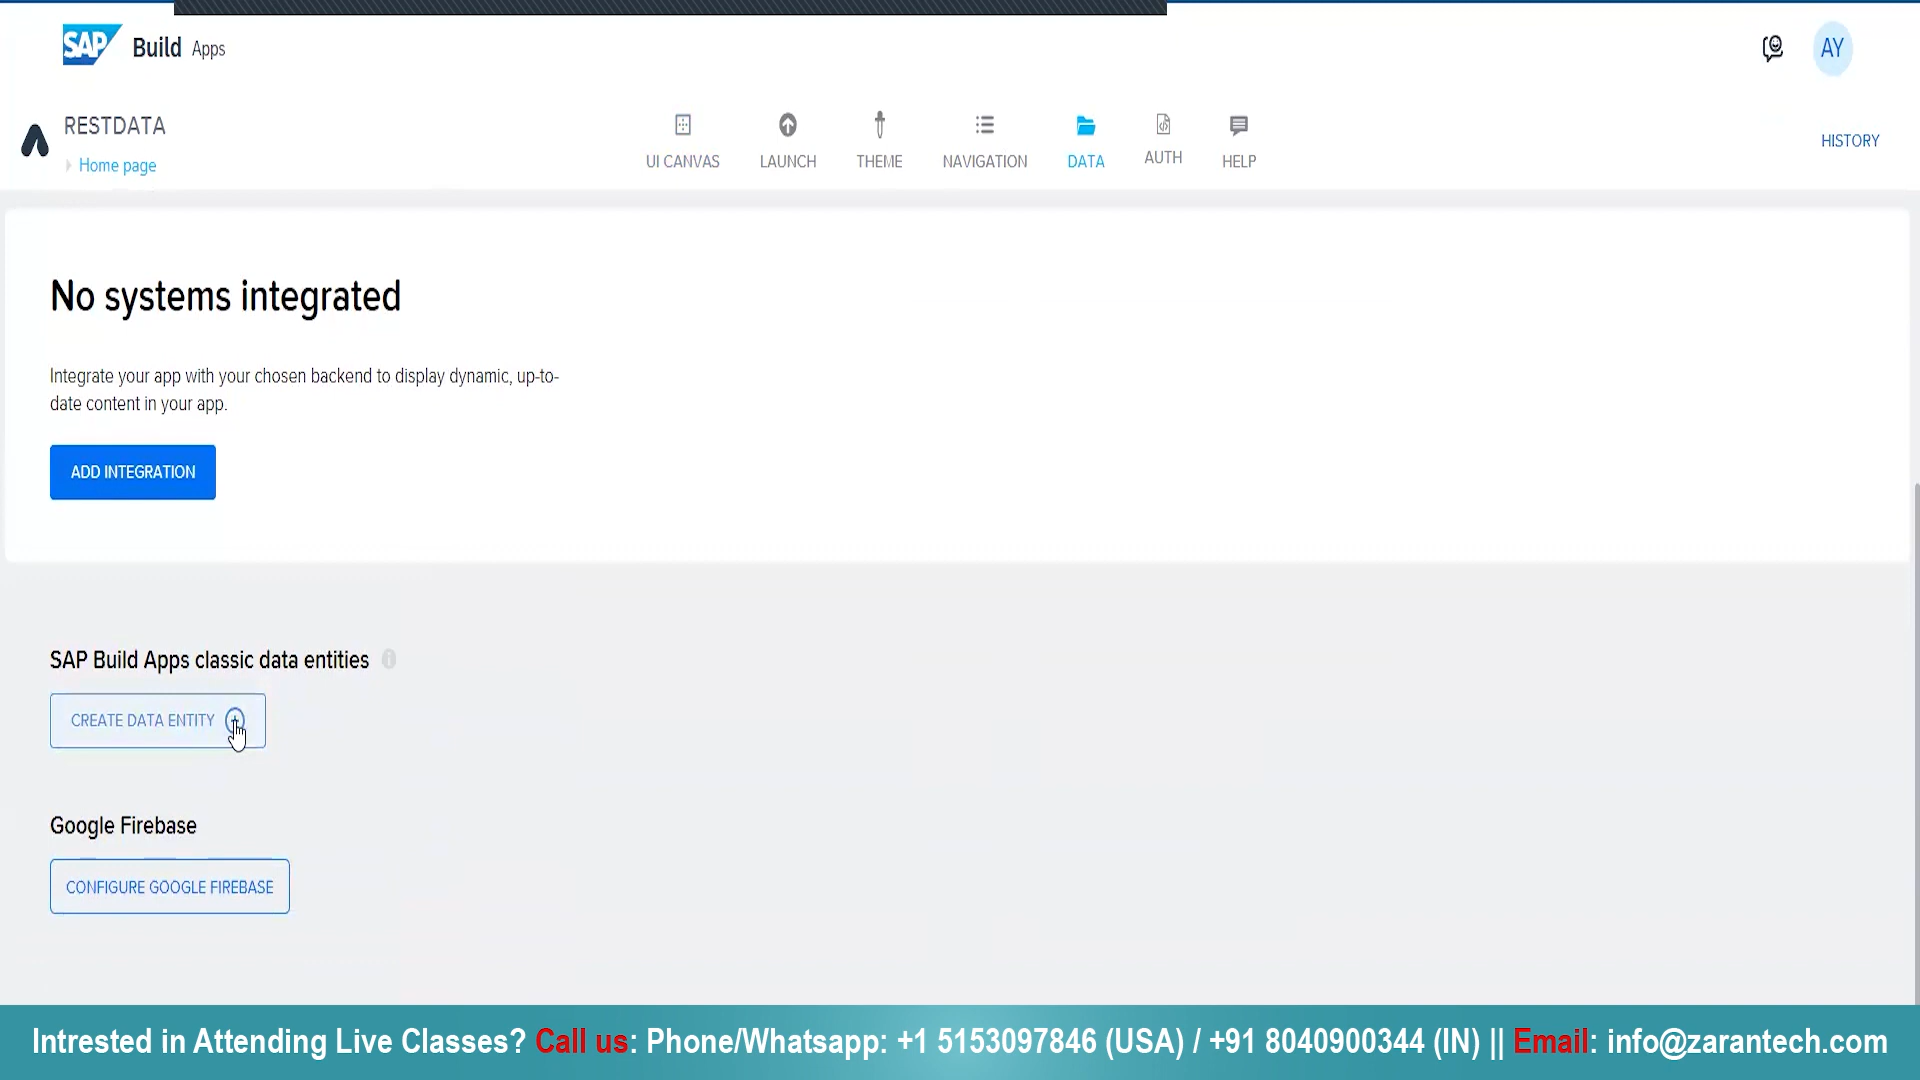 SAP Build Apps
AY
RESTDATA
Home page
UI CANVAS
LAUNCH
THEME
NAVIGATION
DATA
AUTH
HELP
HISTORY
No systems integrated
Integrate your app with your chosen backend to display dynamic, up-to-
date content in your app.
ADD INTEGRATION
SAP Build Apps classic data entities
CREATE DATA ENTITY
Google Firebase
CONFIGURE GOOGLE FIREBASE
Intrested in Attending Live Classes? Call us: Phone/Whatsapp: +1 5153097846 (USA) / +91 8040900344 (IN) || Email: info@zarantech.com